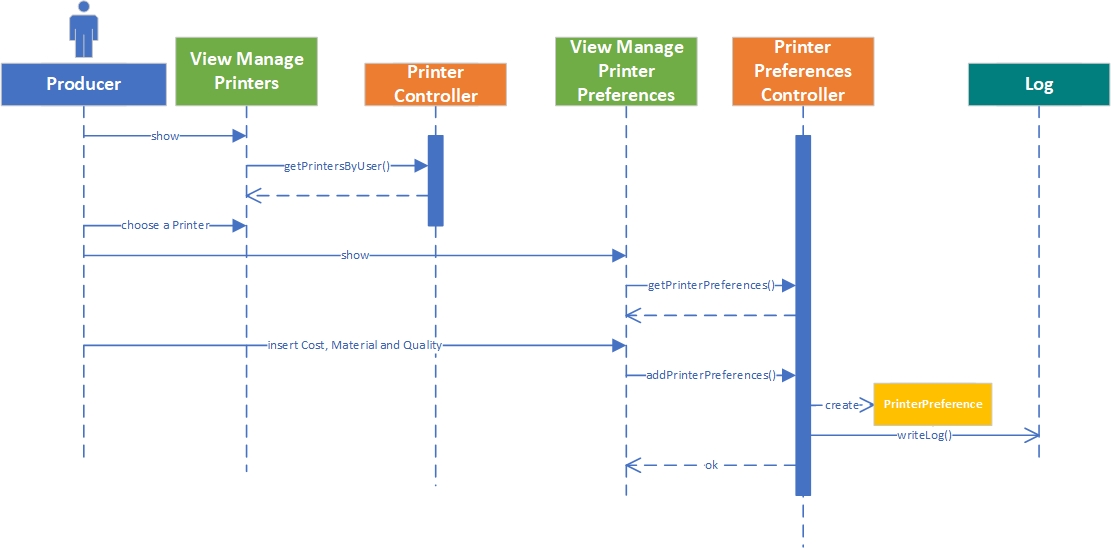 Producer
View Manage
Printers
Printer
Controller
View Manage
Printer
Preferences
Printer
Preferences
Controller
Log
show
getPrintersByUser()
choose a Printer
show
getPrinterPreferences()
insert Cost, Material and Quality
addPrinterPreferences()
create
PrinterPreference
writeLog()
ok